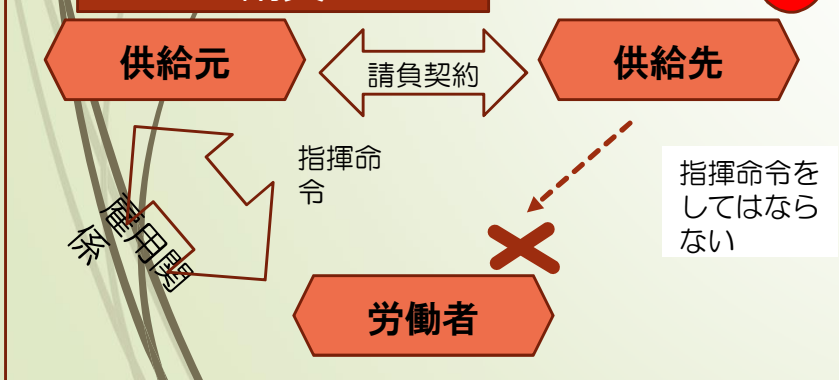 供給元
請負契約
供給先
指揮命
令
指揮命令を
してはなら
ない
雇用関
係
労働者